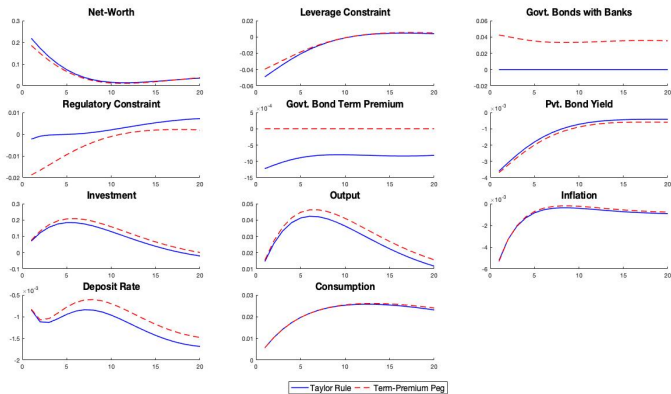 Net-Worth
0.3
0.2
0.1
0
0 5 10 15 20
Leverage Constraint
0.02
0
-0.02
-0.04
-0.06
0 5 10 15 20
Govt. Bonds with Banks
0.06
0.04
0.02
0
-0.02
0 5 10 15 20
Regulatory Constraint
0.01
0
-0.01
-0.02
0 5 10 15 20
Govt. Bond Term Premium
5
0
-5
-10
-15
0 5 10 15 20
Pvt. Bond Yield
×10⁻³
0
-1
-2
-3
-4
0 5 10 15 20
Investment
0.3
0.2
0.1
0
-0.1
0 5 10 15 20
Output
0.05
0.04
0.03
0.02
0.01
0 5 10 15 20
Inflation
×10⁻³
0
-2
-4
-6
0 5 10 15 20
Deposit Rate
-0.5
-1
-1.5
-2
0 5 10 15 20
Consumption
0.03
0.02
0.01
0
0 5 10 15 20
Taylor Rule Term-Premium Peg